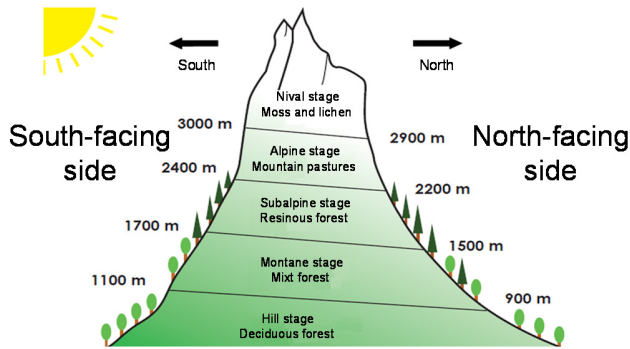 South
North
Nival stage
Moss and lichen
3000 m
2900 m
South-facing
side
North-facing
side
Alpine stage
Mountain pastures
2400 m
2200 m
Subalpine stage
Resinous forest
1700 m
1500 m
Montane stage
Mixt forest
1100 m
900 m
Hill stage
Deciduous forest